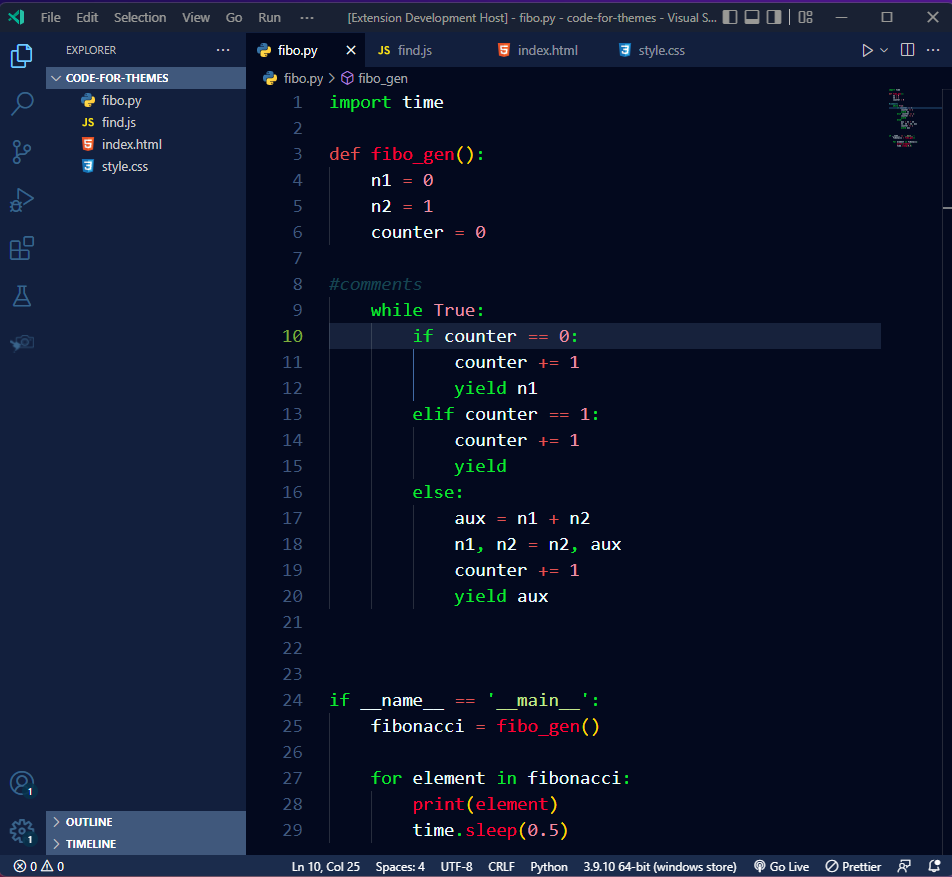 File Edit Selection View Go Run ··· [Extension Development Host] - fibo.py - code-for-themes - Visual S...
EXPLORER ···
CODE-FOR-THEMES
fibo.py
JS find.js
index.html
style.css
OUTLINE
TIMELINE
1
1
fibo.py JS find.js index.html style.css ···
fibo.py > fibo_gen
1 import time
2
3 def fibo_gen():
4 n1 = 0
5 n2 = 1
6 counter = 0
7
8 #comments
9 while True:
10 if counter == 0:
11 counter += 1
12 yield n1
13 elif counter == 1:
14 counter += 1
15 yield
16 else:
17 aux = n1 + n2
18 n1, n2 = n2, aux
19 counter += 1
20 yield aux
21
22
23
24 if __name__ == '__main__':
25 fibonacci = fibo_gen()
26
27 for element in fibonacci:
28 print(element)
29 time.sleep(0.5)
0 0 Ln 10, Col 25 Spaces: 4 UTF-8 CRLF Python 3.9.10 64-bit (windows store) Go Live Prettier